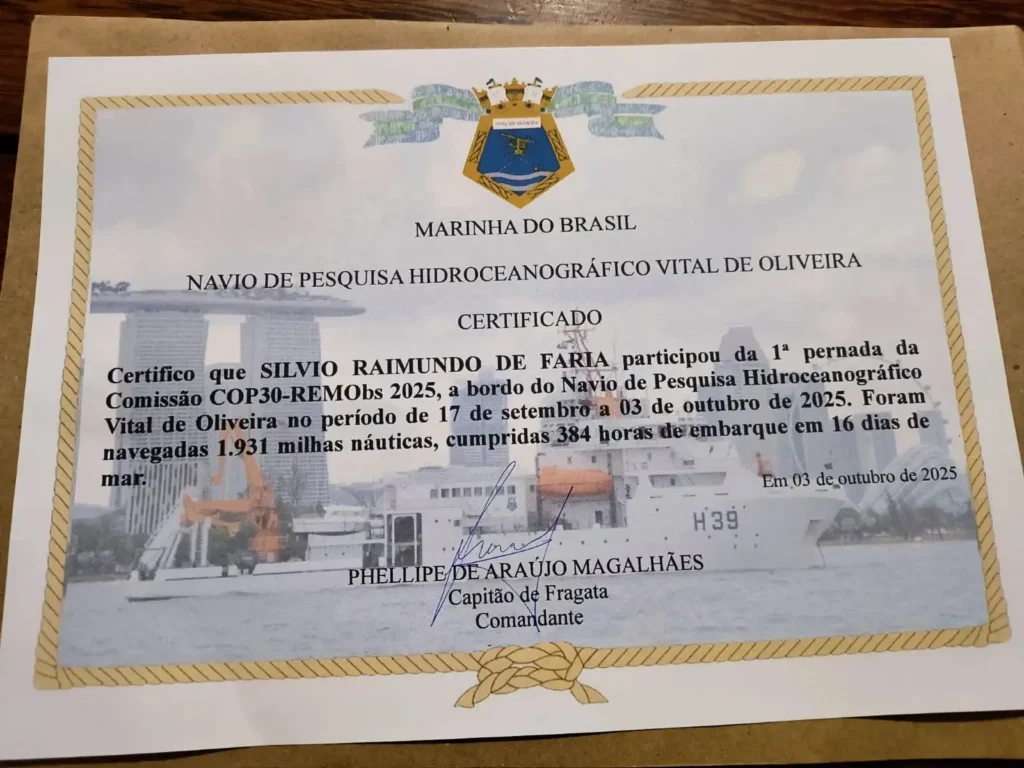 VITAL DE OLIVEIRA
MARINHA DO BRASIL
NAVIO DE PESQUISA HIDROCEANOGRÁFICO VITAL DE OLIVEIRA
CERTIFICADO
Certifico que SILVIO RAIMUNDO DE FARIA participou da 1ª pernada da
Comissão COP30-REMObs 2025, a bordo do Navio de Pesquisa Hidroceanográfico
Vital de Oliveira no período de 17 de setembro a 03 de outubro de 2025. Foram
navegadas 1.931 milhas náuticas, cumpridas 384 horas de embarque em 16 dias de
mar.
Em 03 de outubro de 2025
H39
PHELLIPE DE ARAÚJO MAGALHÃES
Capitão de Fragata
Comandante